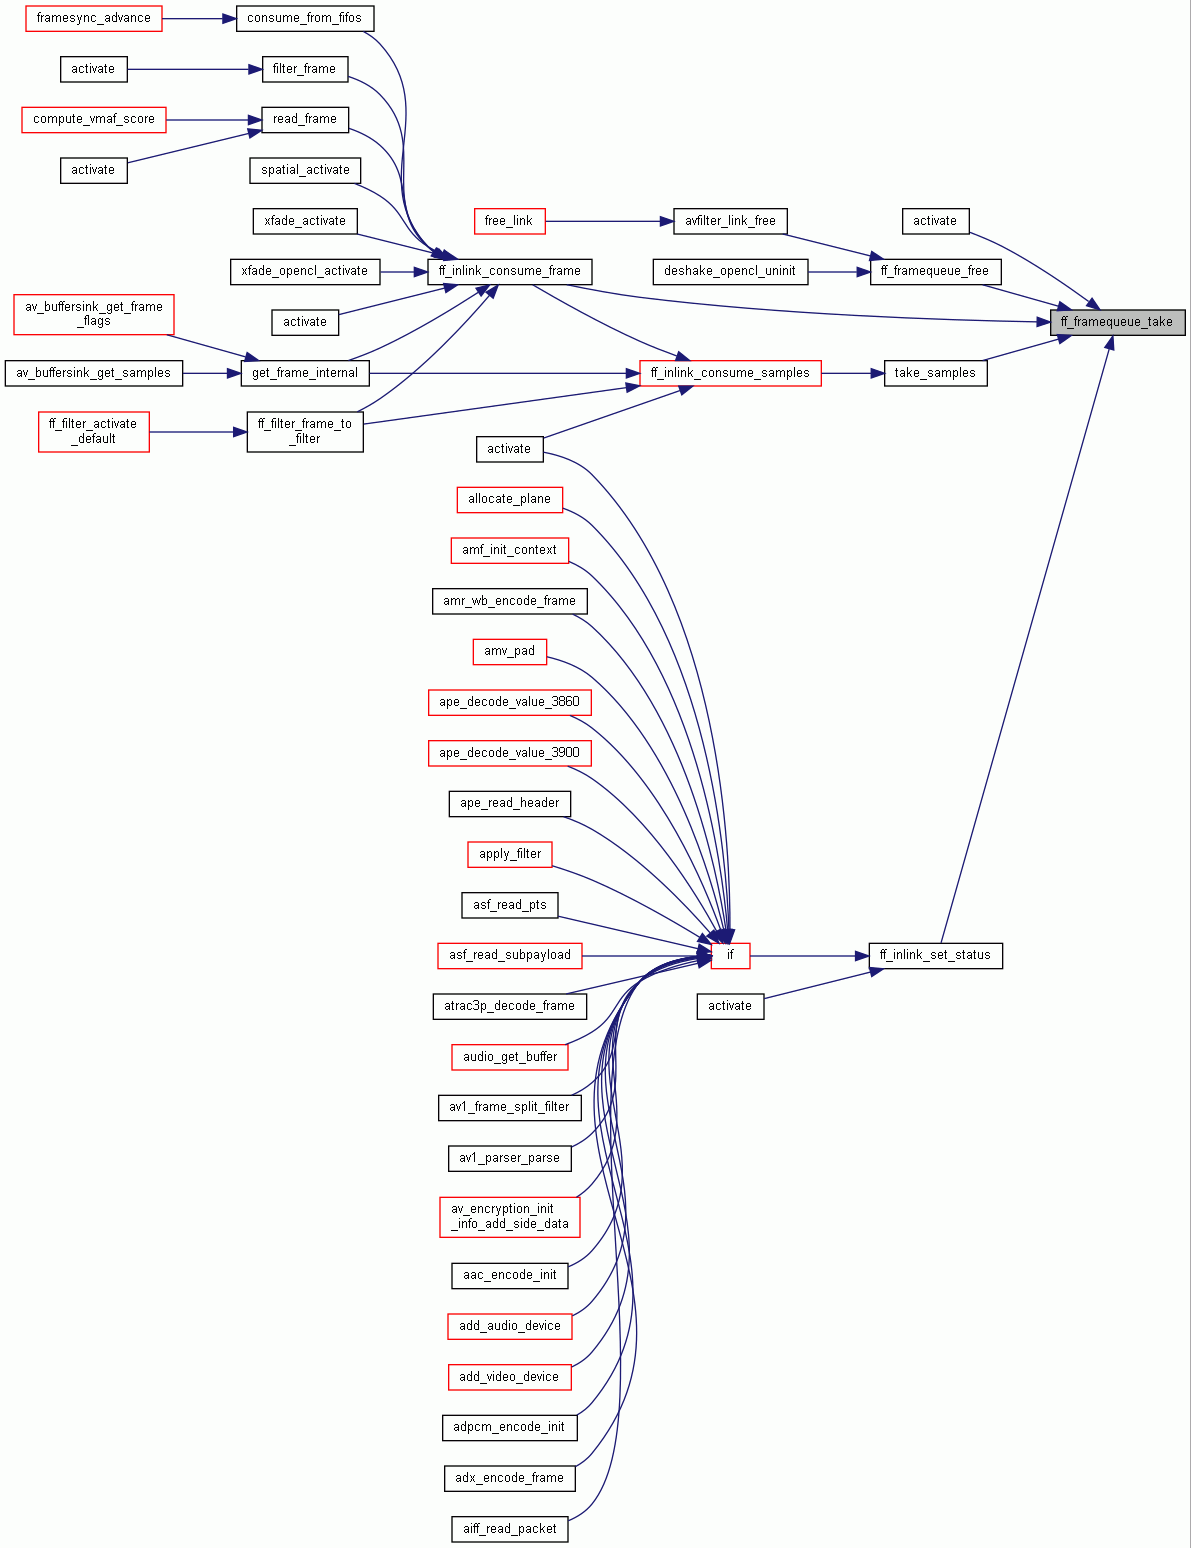 framesync_advance
consume_from_fifos
activate
filter_frame
compute_vmaf_score
read_frame
activate
spatial_activate
xfade_activate
free_link
avfilter_link_free
activate
xfade_opencl_activate
ff_inlink_consume_frame
deshake_opencl_uninit
ff_framequeue_free
av_buffersink_get_frame
_flags
activate
ff_framequeue_take
av_buffersink_get_samples
get_frame_internal
ff_inlink_consume_samples
take_samples
ff_filter_activate
_default
ff_filter_frame_to
_filter
activate
allocate_plane
amf_init_context
amr_wb_encode_frame
amv_pad
ape_decode_value_3860
ape_decode_value_3900
ape_read_header
apply_filter
asf_read_pts
asf_read_subpayload
if
ff_inlink_set_status
atrac3p_decode_frame
activate
audio_get_buffer
av1_frame_split_filter
av1_parser_parse
av_encryption_init
_info_add_side_data
aac_encode_init
add_audio_device
add_video_device
adpcm_encode_init
adx_encode_frame
aiff_read_packet